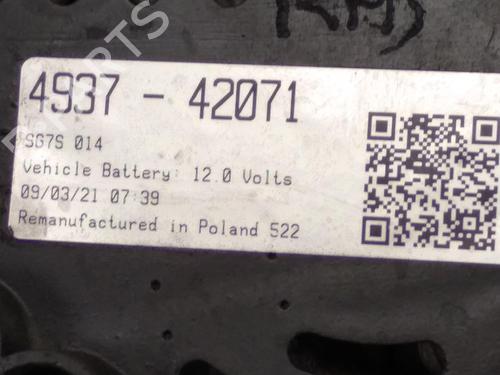 4937 - 42071
SG7S 014
Vehicle Battery: 12.0 Volts
09/03/21 07:39
Remanufactured in Poland 522